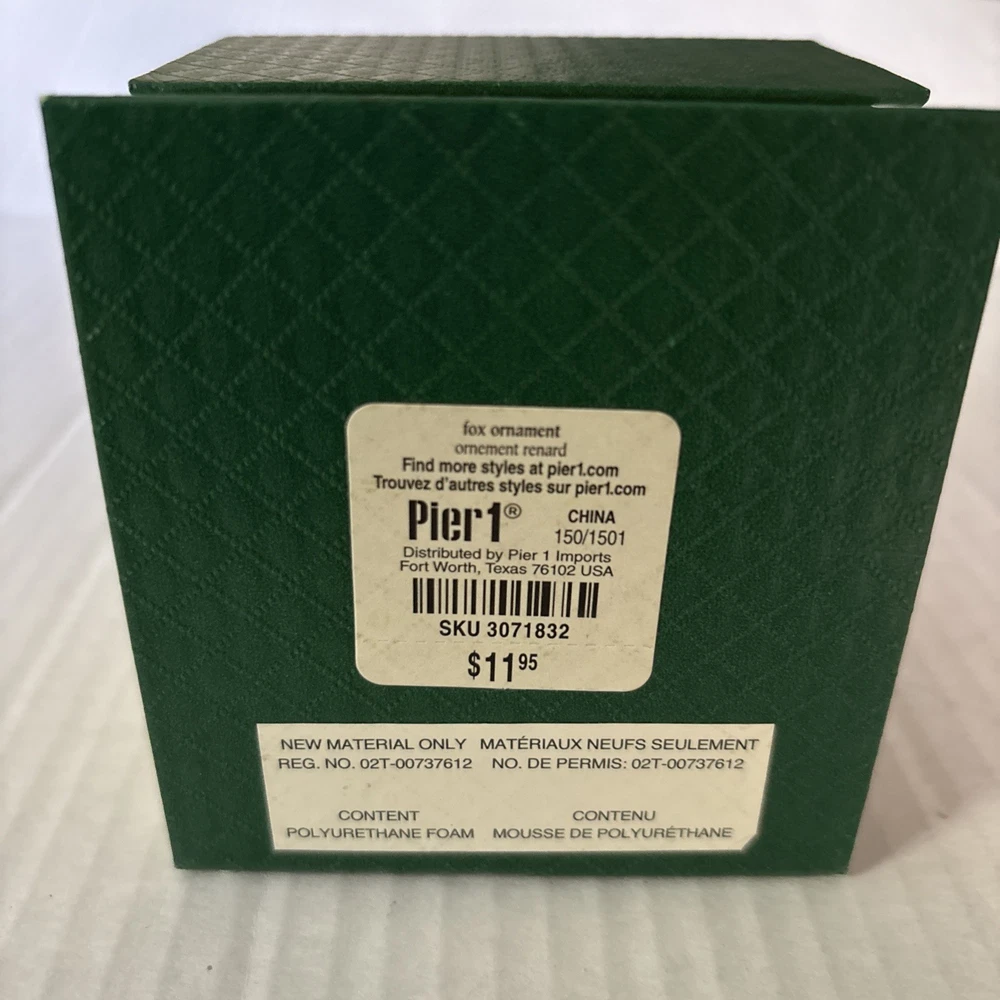 fox ornament
ornement renard
Find more styles at pier1.com
Trouvez d'autres styles sur pier1.com
Pier1® CHINA
150/1501
Distributed by Pier 1 Imports
Fort Worth, Texas 76102 USA
SKU 3071832
$11.95
NEW MATERIAL ONLY MATÉRIAUX NEUFS SEULEMENT
REG. NO. 02T-00737612 NO. DE PERMIS: 02T-00737612
CONTENT CONTENU
POLYURETHANE FOAM MOUSSE DE POLYURÉTHANE